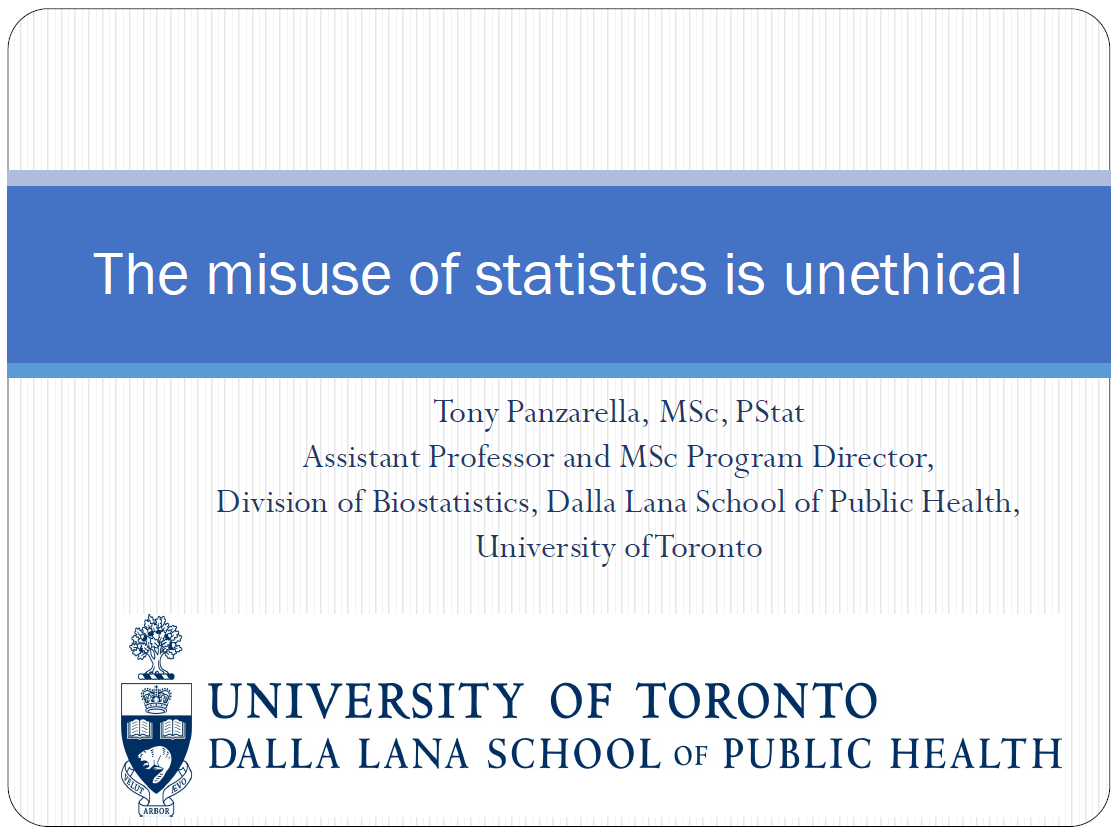 The misuse of statistics is unethical
Tony Panzarella, MSc, PStat
Assistant Professor and MSc Program Director,
Division of Biostatistics, Dalla Lana School of Public Health,
University of Toronto
UNIVERSITY OF TORONTO
DALLA LANA SCHOOL OF PUBLIC HEALTH
VELUT ÆVO
ARBOR